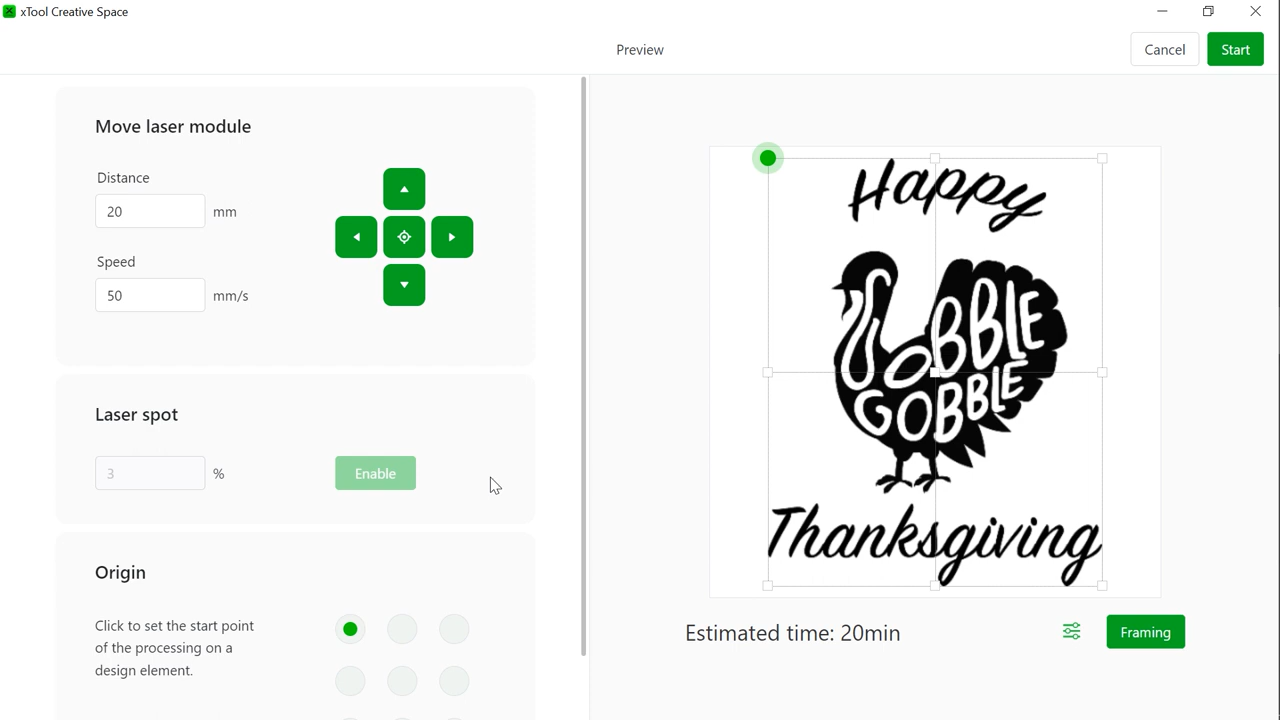 xTool Creative Space
Preview
Cancel
Start
Move laser module
Distance
20 mm
Speed
50 mm/s
Laser spot
3 %
Enable
Origin
Click to set the start point
of the processing on a
design element.
Happy
GOBBLE
GOBBLE
Thanksgiving
Estimated time: 20min
Framing